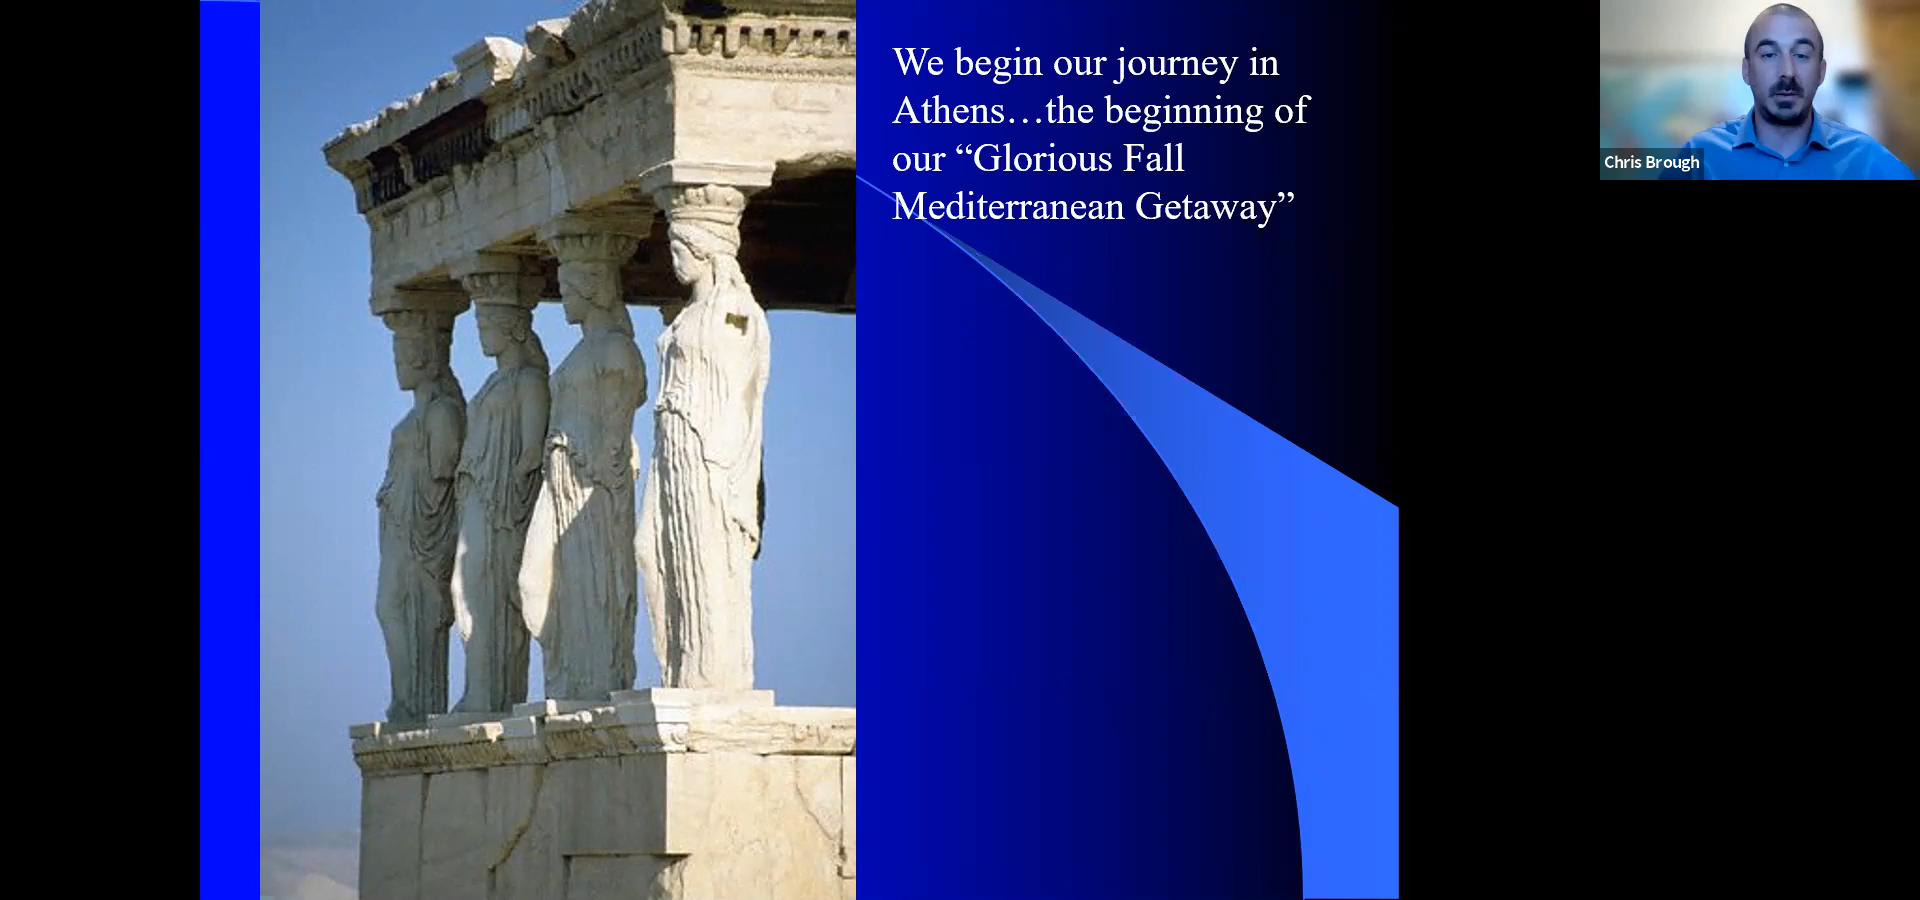 We begin our journey in
Athens…the beginning of
our “Glorious Fall
Mediterranean Getaway”
Chris Brough